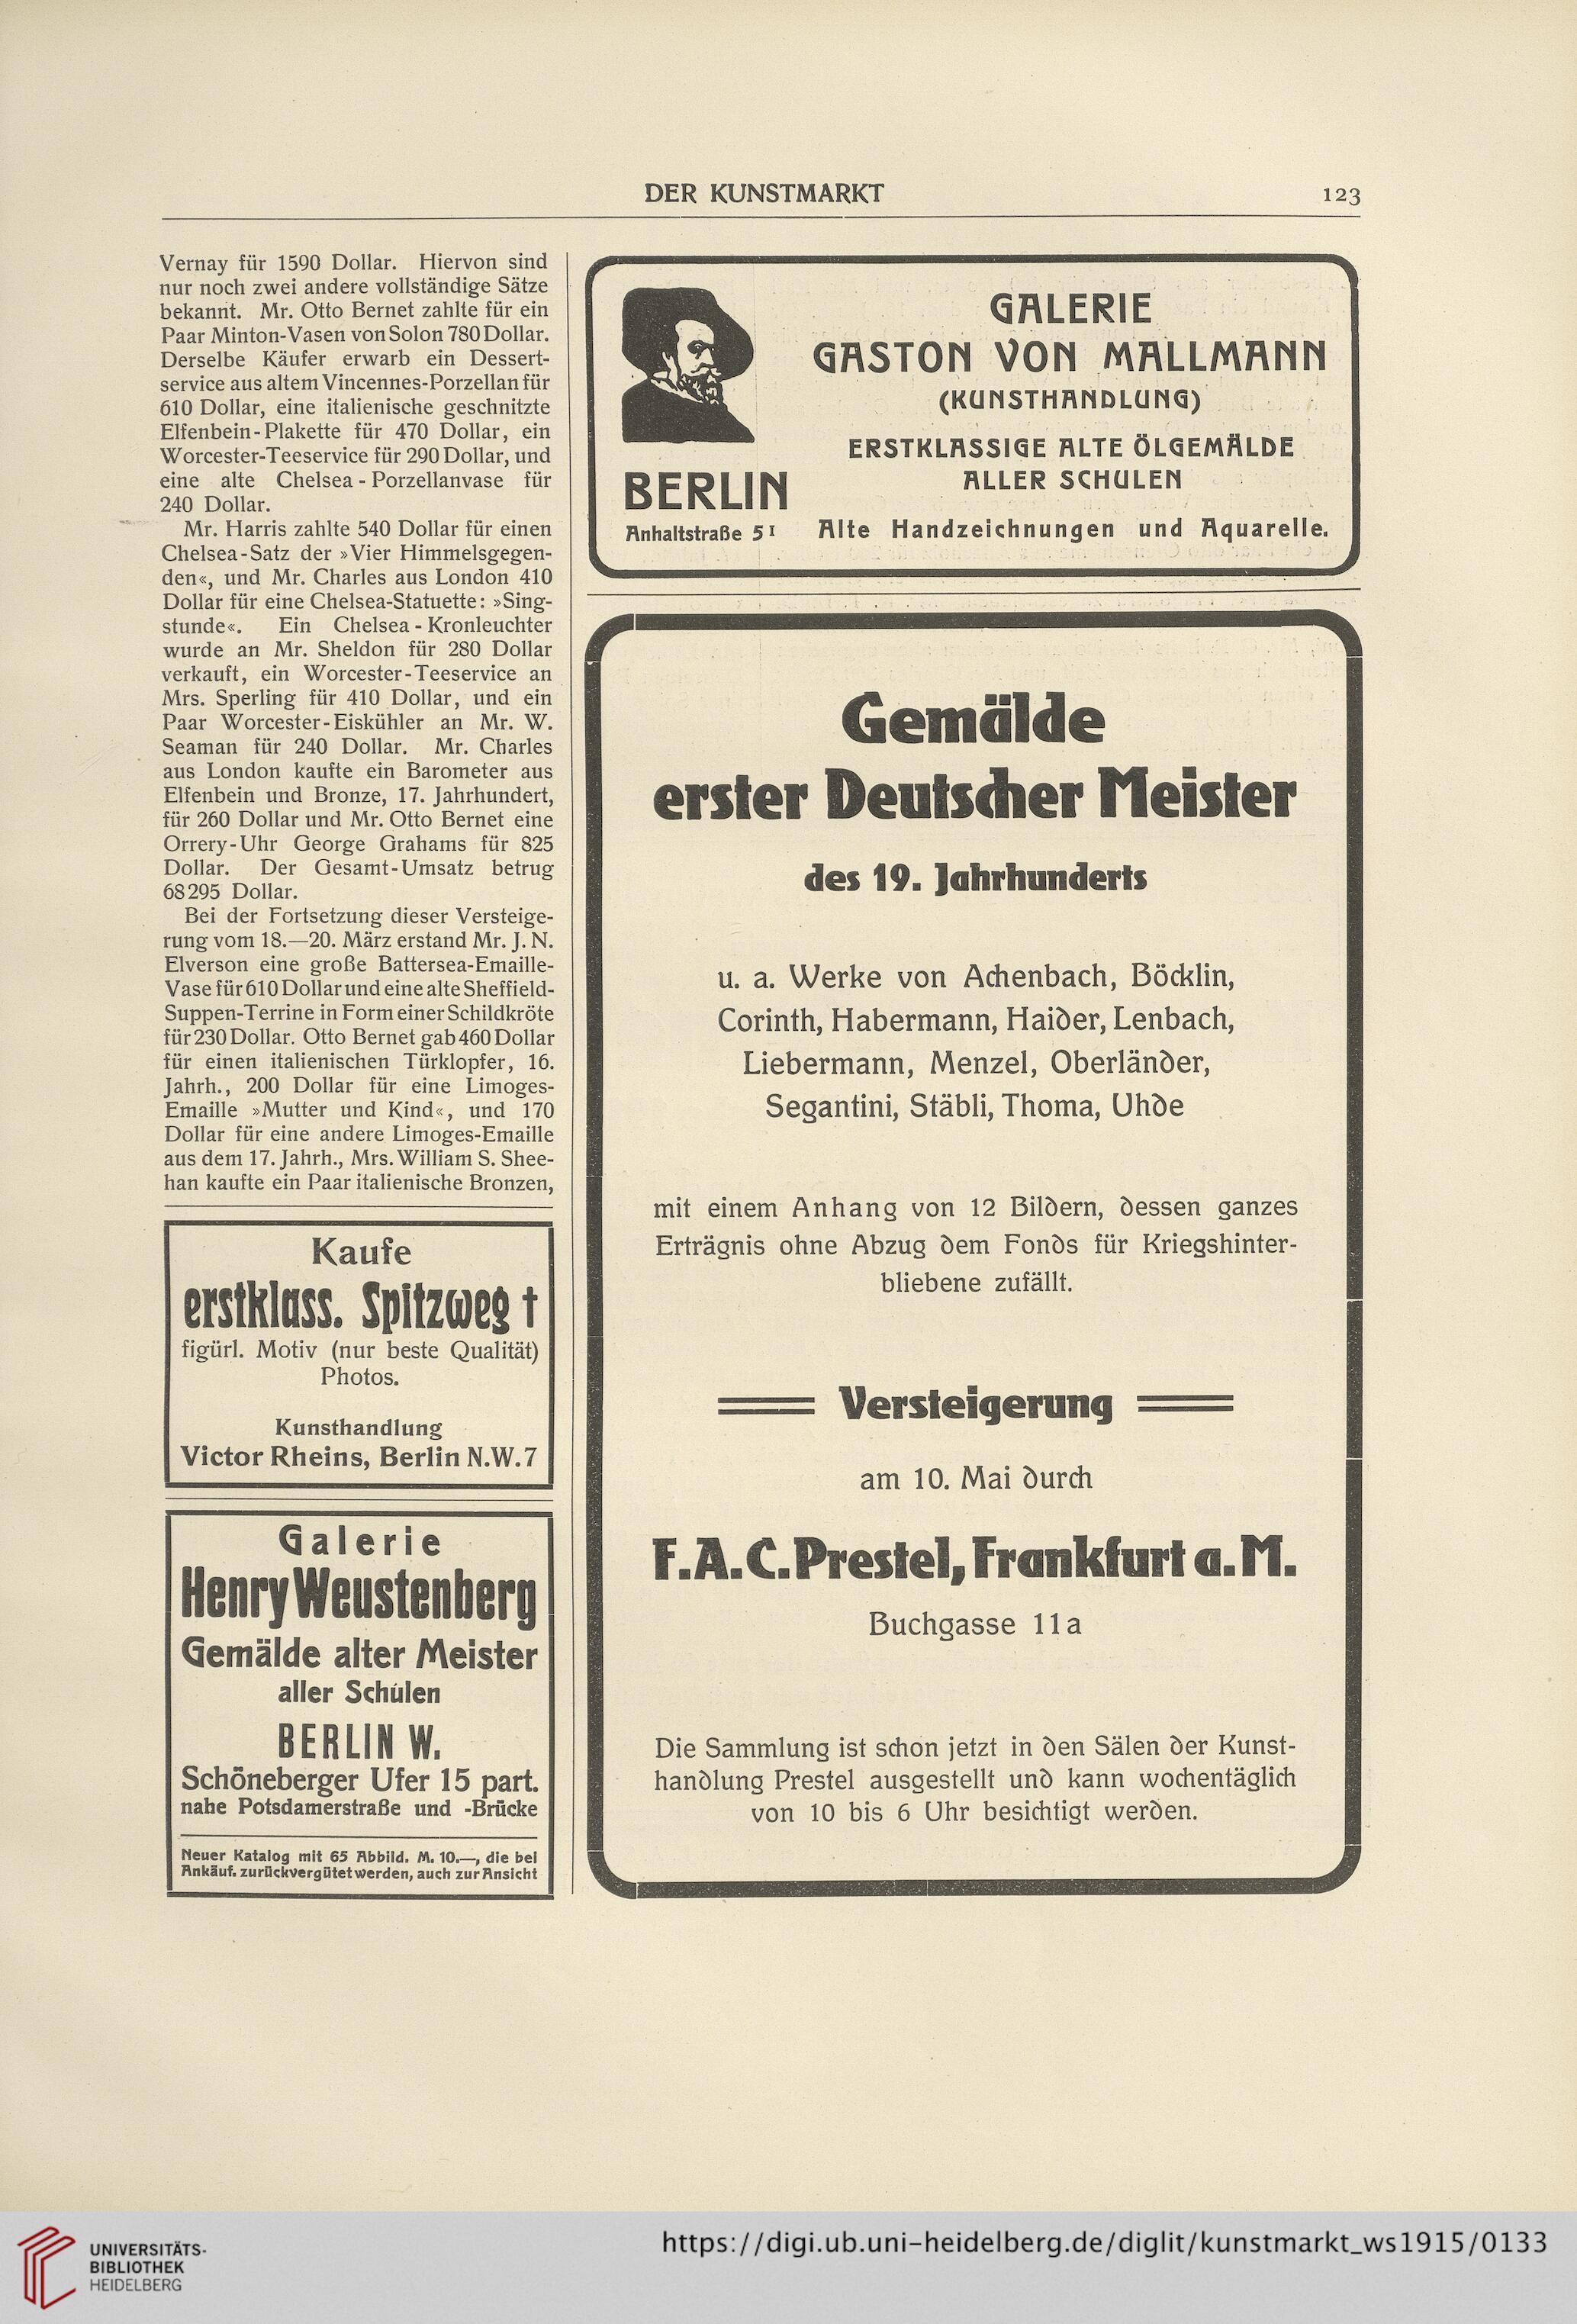 DER KUNSTMARKT
123
Vernay für 1590 Dollar. Hiervon sind
nur noch zwei andere vollständige Sätze
bekannt. Mr. Otto Bernet zahlte für ein
Paar Minton-Vasen von Solon 780 Dollar.
Derselbe Käufer erwarb ein Dessert-
service aus altem Vincennes-Porzellan für
610 Dollar, eine italienische geschnitzte
Elfenbein-Plakette für 470 Dollar, ein
Worcester-Teeservice für 290 Dollar, und
eine alte Chelsea-Porzellanvase für
240 Dollar.
Mr. Harris zahlte 540 Dollar für einen
Chelsea-Satz der »Vier Himmelsgegen-
den«, und Mr. Charles aus London 410
Dollar für eine Chelsea-Statuette: »Sing-
stunde«. Ein Chelsea-Kronleuchter
wurde an Mr. Sheldon für 280 Dollar
verkauft, ein Worcester-Teeservice an
Mrs. Sperling für 410 Dollar, und ein
Paar Worcester-Eiskühler an Mr. W.
Seaman für 240 Dollar. Mr. Charles
aus London kaufte ein Barometer aus
Elfenbein und Bronze, 17. Jahrhundert,
für 260 Dollar und Mr. Otto Bernet eine
Orrery-Uhr George Grahams für 825
Dollar. Der Gesamt-Umsatz betrug
68295 Dollar.
Bei der Fortsetzung dieser Versteige-
rung vom 18.—20. März erstand Mr. J. N.
Elverson eine große Battersea-Emaille-
Vase für 610 Dollar und eine alte Sheffield-
Suppen-Terrine in Form einer Schildkröte
für 230 Dollar. Otto Bernet gab 460 Dollar
für einen italienischen Türklopfer, 16.
Jahrh., 200 Dollar für eine Limoges-
Emaille »Mutter und Kind«, und 170
Dollar für eine andere Limoges-Emaille
aus dem 17. Jahrh., Mrs. William S. Shee-
han kaufte ein Paar italienische Bronzen,
Kaufe
erstklass. Spitzweg †
figürl. Motiv (nur beste Qualität)
Photos.
Kunsthandlung
Victor Rheins, Berlin N.W.7
Galerie
Henry Weustenberg
Gemälde alter Meister
aller Schulen
BERLIN W.
Schöneberger Ufer 15 part.
nahe Potsdamerstraße und -Brücke
Neuer Katalog mit 65 Abbild. M. 10.—, die bei
Ankäuf. zurückvergütet werden, auch zur Ansicht
GALERIE
GASTON VON MALLMANN
(KUNSTHANDLUNG)
ERSTKLASSIGE ALTE ÖLGEMÄLDE
ALLER SCHULEN
BERLIN
Anhaltstraße 5 I Alte Handzeichnungen und Aquarelle.
Gemälde
erster Deutscher Meister
des 19. Jahrhunderts
u. a. Werke von Achenbach, Böcklin,
Corinth, Habermann, Haider, Lenbach,
Liebermann, Menzel, Oberländer,
Segantini, Stäbli, Thoma, Uhde
mit einem Anhang von 12 Bildern, dessen ganzes
Erträgnis ohne Abzug dem Fonds für Kriegshinter-
bliebene zufällt.
Versteigerung
am 10. Mai durch
F. A. C. Prestel, Frankfurt a. M.
Buchgasse 11a
Die Sammlung ist schon jetzt in den Sälen der Kunst-
handlung Prestel ausgestellt und kann wochentäglich
von 10 bis 6 Uhr besichtigt werden.
UNIVERSITÄTS-
BIBLIOTHEK
HEIDELBERG
https://digi.ub.uni-heidelberg.de/diglit/kunstmarkt_ws1915/0133